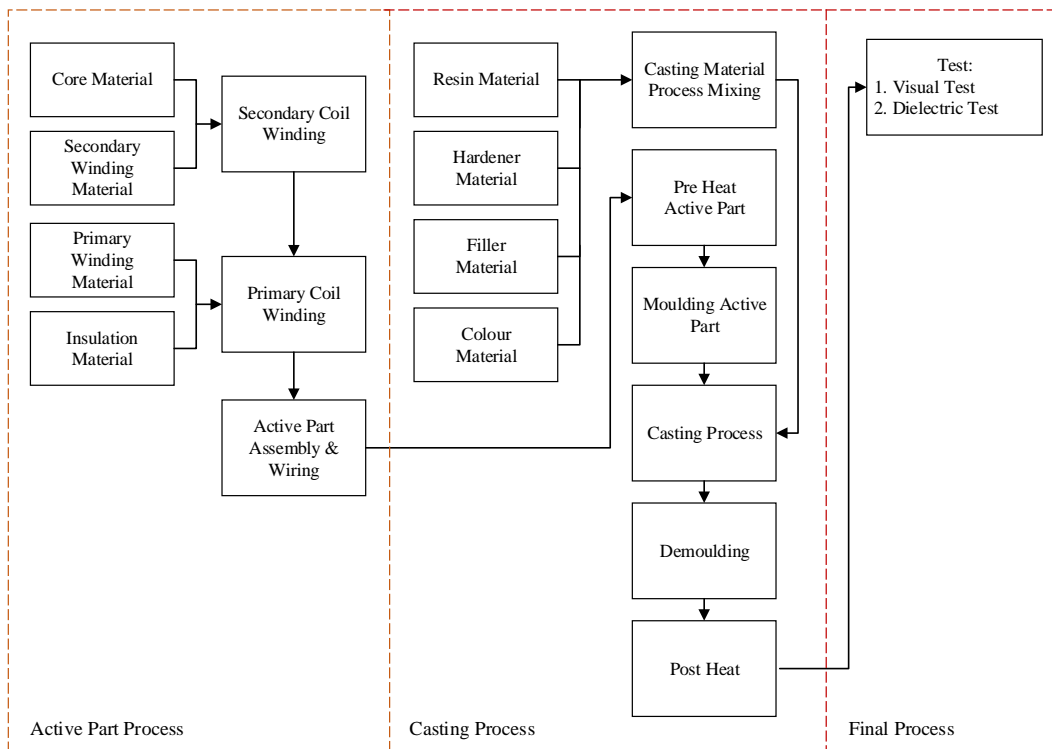 Core Material
Secondary
Winding
Material
Primary
Winding
Material
Insulation
Material
Secondary Coil
Winding
Primary Coil
Winding
Active Part
Assembly &
Wiring
Active Part Process
Resin Material
Hardener
Material
Filler
Material
Colour
Material
Casting Material
Process Mixing
Pre Heat
Active Part
Moulding Active
Part
Casting Process
Demoulding
Post Heat
Casting Process
Test:
1. Visual Test
2. Dielectric Test
Final Process